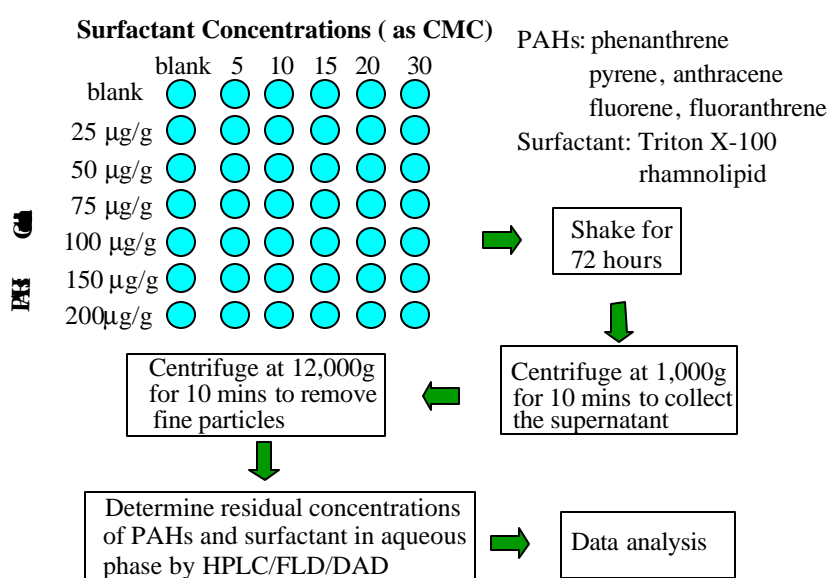 Surfactant Concentrations ( as CMC)
blank 5 10 15 20 30
blank
25 µg/g
50 µg/g
75 µg/g
100 µg/g
150 µg/g
200µg/g
PAHs: phenanthrene
pyrene, anthracene
fluorene, fluoranthrene
Surfactant: Triton X-100
rhamnolipid
Shake for
72 hours
Centrifuge at 1,000g
for 10 mins to collect
the supernatant
Centrifuge at 12,000g
for 10 mins to remove
fine particles
Determine residual concentrations
of PAHs and surfactant in aqueous
phase by HPLC/FLD/DAD
Data analysis